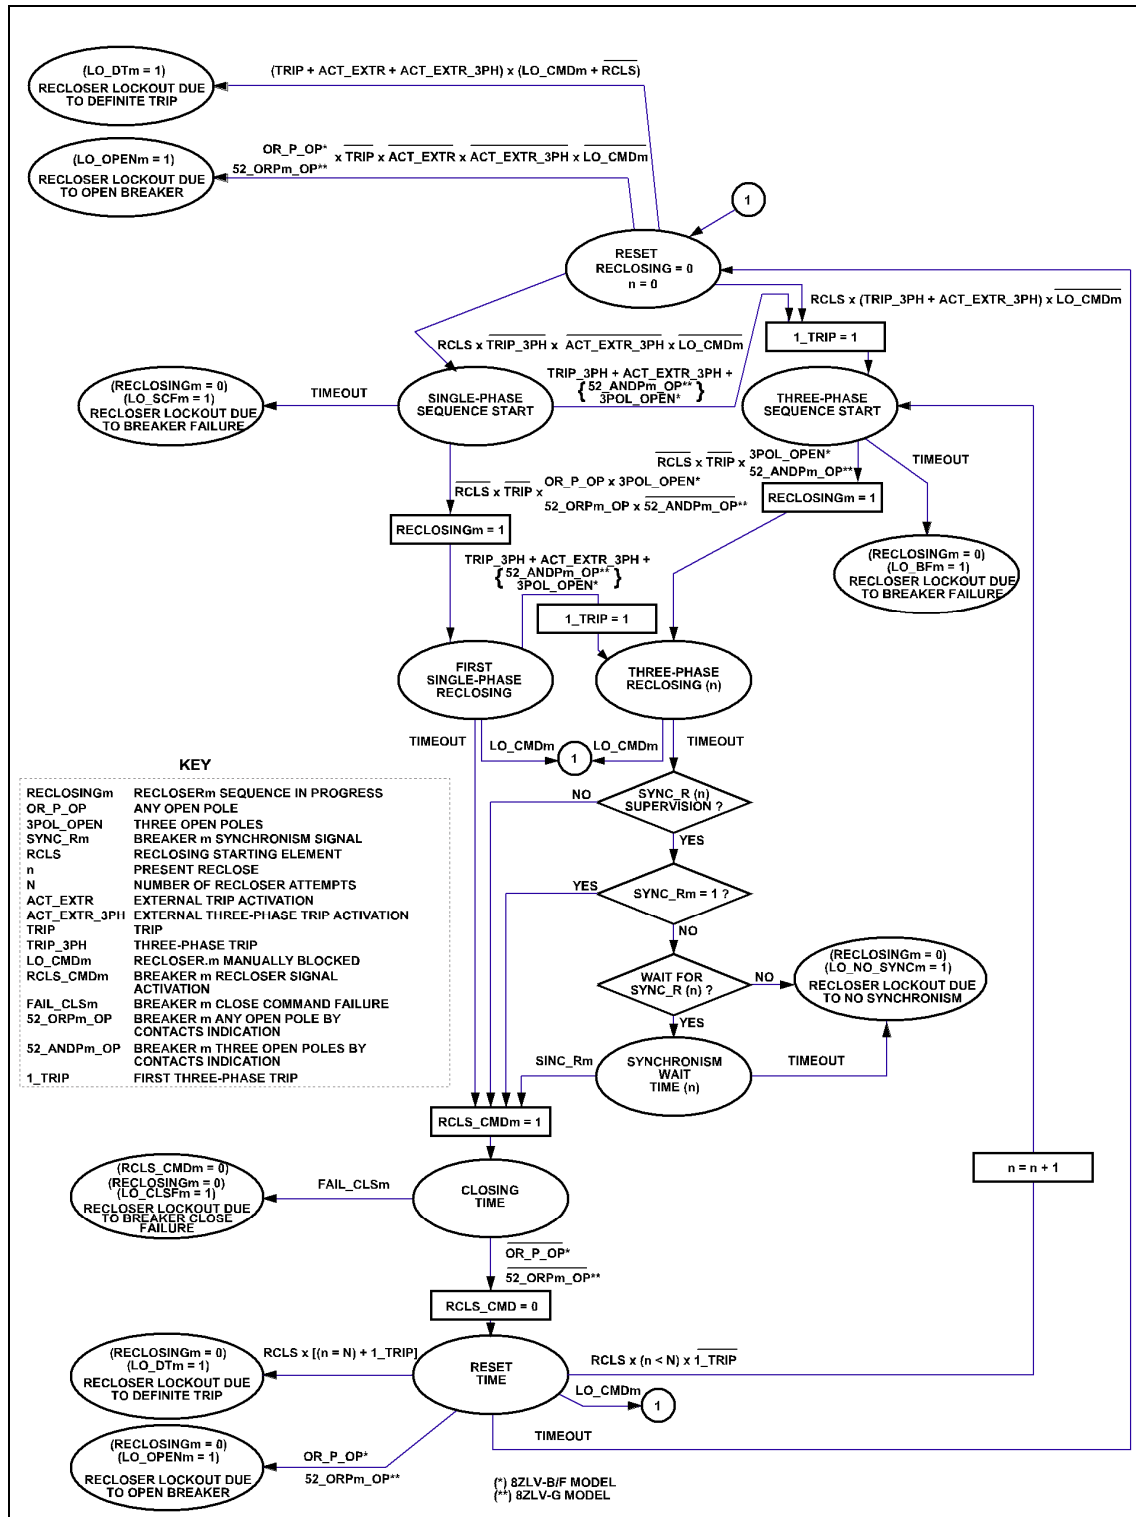 (LO_DTm = 1)
RECLOSER LOCKOUT DUE
TO DEFINITE TRIP
(TRIP + ACT_EXTR + ACT_EXTR_3PH) x (LO_CMDm + RCLS)
(LO_OPENm = 1)
RECLOSER LOCKOUT DUE
TO OPEN BREAKER
OR_P_OP*
52_ORPm_OP**
x TRIP x ACT_EXTR x ACT_EXTR_3PH x LO_CMDm
1
RESET
RECLOSING = 0
n = 0
RCLS x (TRIP_3PH + ACT_EXTR_3PH) x LO_CMDm
1_TRIP = 1
RCLS x TRIP_3PH x ACT_EXTR_3PH x LO_CMDm
(RECLOSINGm = 0)
(LO_SCFm = 1)
RECLOSER LOCKOUT DUE
TO BREAKER FAILURE
TIMEOUT
SINGLE-PHASE
SEQUENCE START
TRIP_3PH + ACT_EXTR_3PH +
{ 52_ANDPm_OP** }
3POL_OPEN*
THREE-PHASE
SEQUENCE START
RCLS x TRIP x
3POL_OPEN*
52_ANDPm_OP**
TIMEOUT
RCLS x TRIP x
OR_P_OP x 3POL_OPEN*
52_ORPm_OP x 52_ANDPm_OP**
RECLOSINGm = 1
RECLOSINGm = 1
(RECLOSINGm = 0)
(LO_BFm = 1)
RECLOSER LOCKOUT DUE
TO BREAKER FAILURE
TRIP_3PH + ACT_EXTR_3PH +
{ 52_ANDPm_OP** }
3POL_OPEN*
1_TRIP = 1
FIRST
SINGLE-PHASE
RECLOSING
THREE-PHASE
RECLOSING (n)
TIMEOUT
LO_CMDm
1
LO_CMDm
TIMEOUT
KEY
RECLOSINGm RECLOSERm SEQUENCE IN PROGRESS
OR_P_OP ANY OPEN POLE
3POL_OPEN THREE OPEN POLES
SYNC_Rm BREAKER m SYNCHRONISM SIGNAL
RCLS RECLOSING STARTING ELEMENT
n PRESENT RECLOSE
N NUMBER OF RECLOSER ATTEMPTS
ACT_EXTR EXTERNAL TRIP ACTIVATION
ACT_EXTR_3PH EXTERNAL THREE-PHASE TRIP ACTIVATION
TRIP TRIP
TRIP_3PH THREE-PHASE TRIP
LO_CMDm RECLOSER.m MANUALLY BLOCKED
RCLS_CMDm BREAKER m RECLOSER SIGNAL
ACTIVATION
FAIL_CLSm BREAKER m CLOSE COMMAND FAILURE
52_ORPm_OP BREAKER m ANY OPEN POLE BY
CONTACTS INDICATION
52_ANDPm_OP BREAKER m THREE OPEN POLES BY
CONTACTS INDICATION
1_TRIP FIRST THREE-PHASE TRIP
NO
SYNC_R (n)
SUPERVISION ?
YES
YES
SYNC_Rm = 1 ?
NO
WAIT FOR
SYNC_R (n) ?
NO
YES
(RECLOSINGm = 0)
(LO_NO_SYNCm = 1)
RECLOSER LOCKOUT DUE
TO NO SYNCHRONISM
SINC_Rm
SYNCHRONISM
WAIT
TIME (n)
TIMEOUT
RCLS_CMDm = 1
n = n + 1
(RCLS_CMDm = 0)
(RECLOSINGm = 0)
(LO_CLSFm = 1)
RECLOSER LOCKOUT DUE
TO BREAKER CLOSE
FAILURE
FAIL_CLSm
CLOSING
TIME
OR_P_OP*
52_ORPm_OP**
RCLS_CMD = 0
(RECLOSINGm = 0)
(LO_DTm = 1)
RECLOSER LOCKOUT DUE
TO DEFINITE TRIP
RCLS x [(n = N) + 1_TRIP]
RESET
TIME
RCLS x (n < N) x 1_TRIP
LO_CMDm
1
TIMEOUT
(RECLOSINGm = 0)
(LO_OPENm = 1)
RECLOSER LOCKOUT DUE
TO OPEN BREAKER
OR_P_OP*
52_ORPm_OP**
(*) 8ZLV-B/F MODEL
(**) 8ZLV-G MODEL